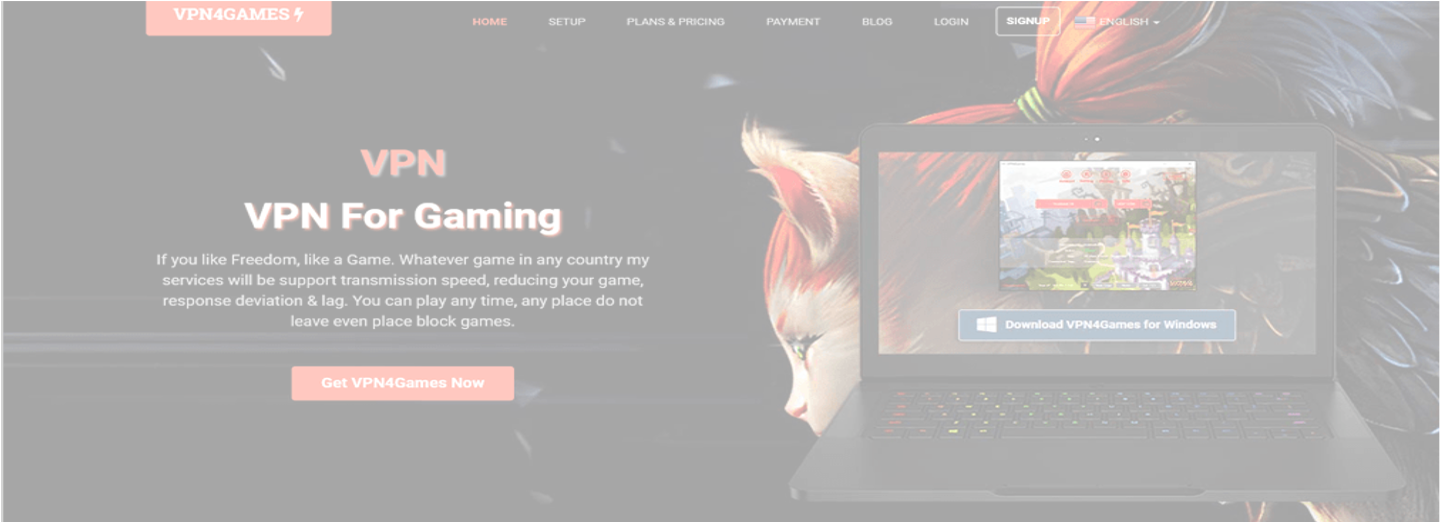 VPN4GAMES
HOME SETUP PLANS & PRICING PAYMENT BLOG LOGIN SIGNUP ENGLISH
VPN
VPN For Gaming
If you like Freedom, like a Game. Whatever game in any country my
services will be support transmission speed, reducing your game,
response deviation & lag. You can play any time, any place do not
leave even place block games.
Get VPN4Games Now
Download VPN4Games for Windows